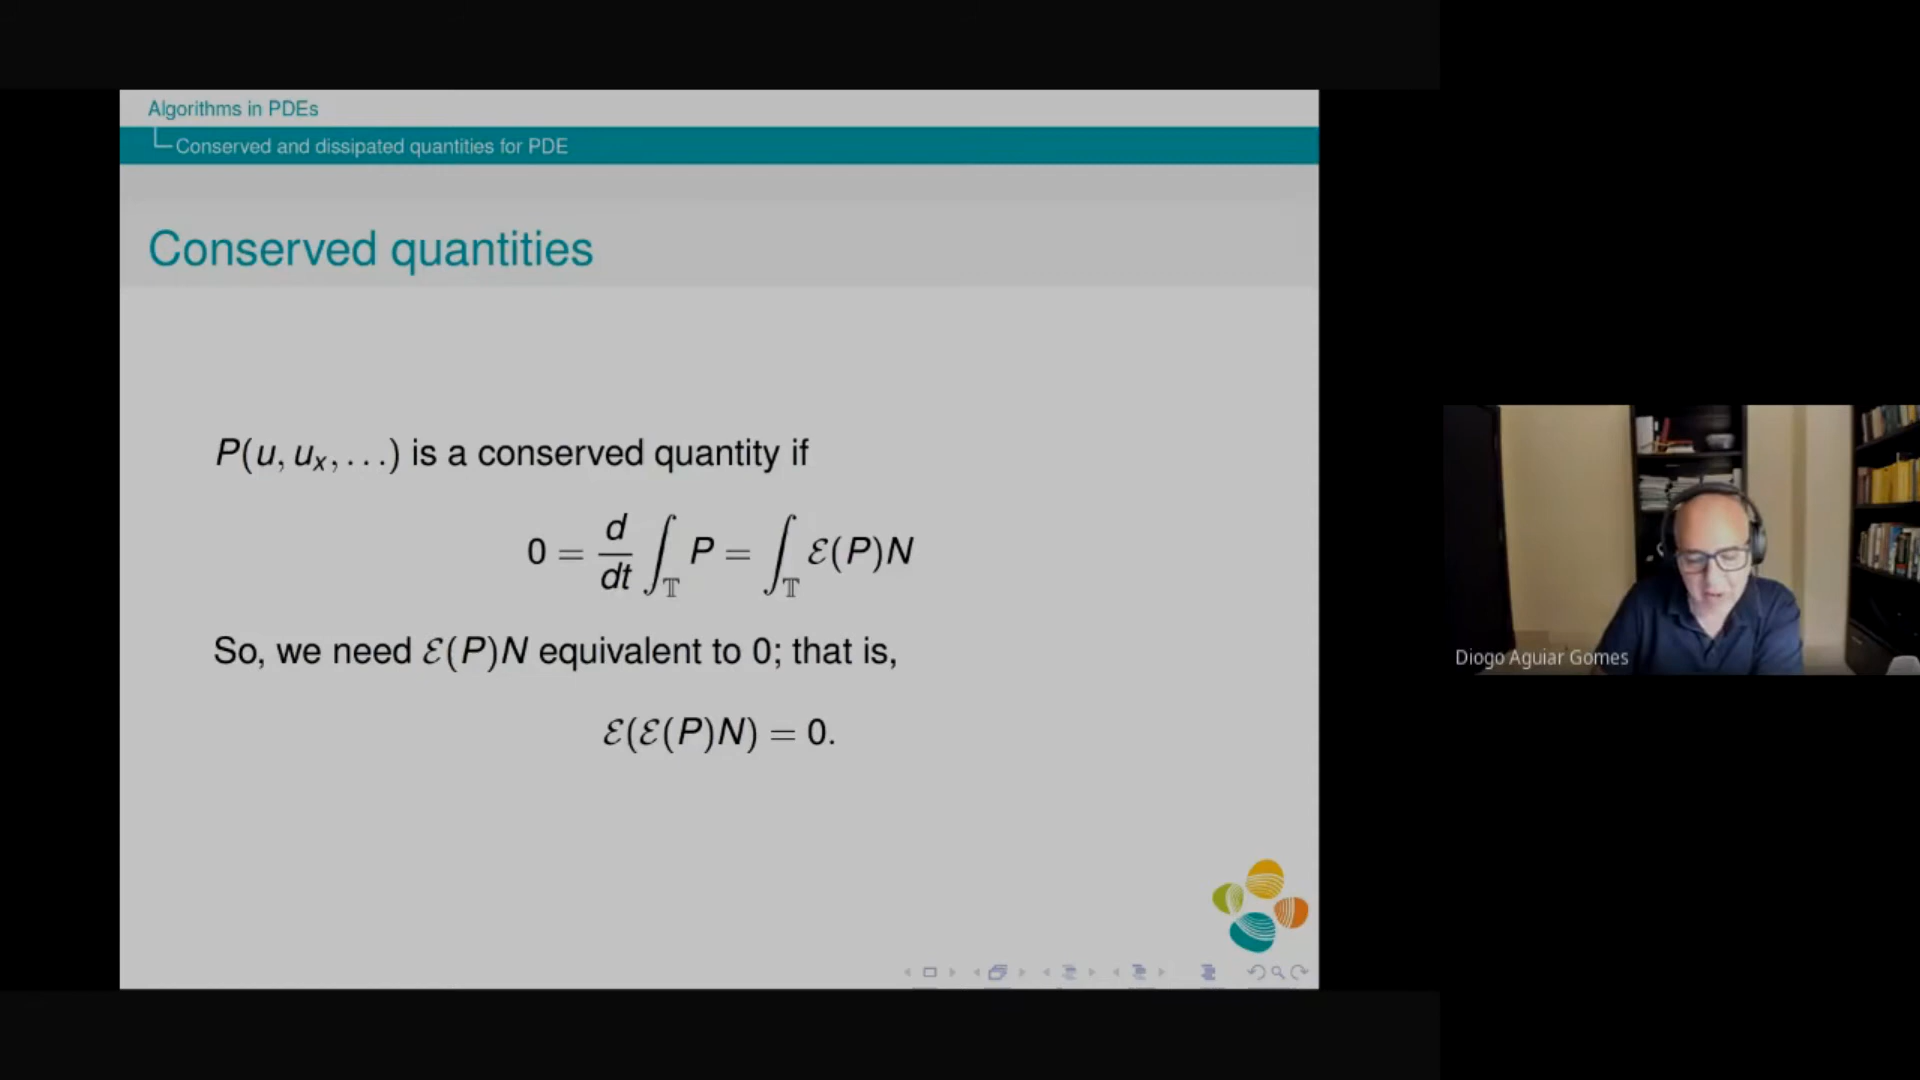 Algorithms in PDEs
Conserved and dissipated quantities for PDE
Conserved quantities
P(u, uₓ, . . .) is a conserved quantity if
0 = d/dt ∫_𝕋 P = ∫_𝕋 ℰ(P)N
So, we need ℰ(P)N equivalent to 0; that is,
ℰ(ℰ(P)N) = 0.
Diogo Aguiar Gomes